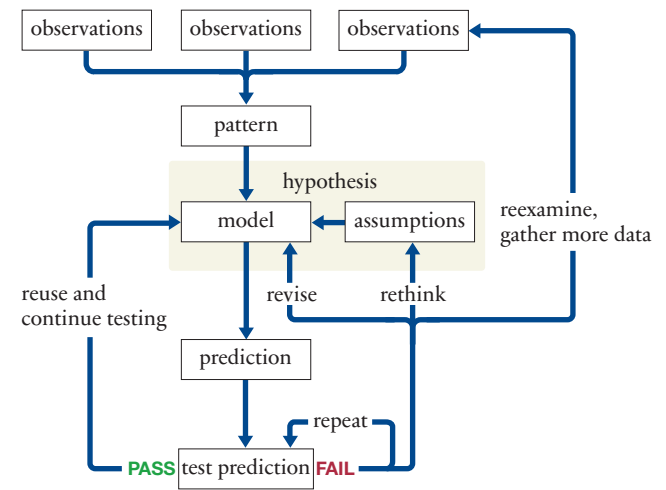 observations
observations
observations
pattern
hypothesis
model
assumptions
reexamine,
gather more data
reuse and
continue testing
revise
rethink
prediction
repeat
PASS
test prediction
FAIL